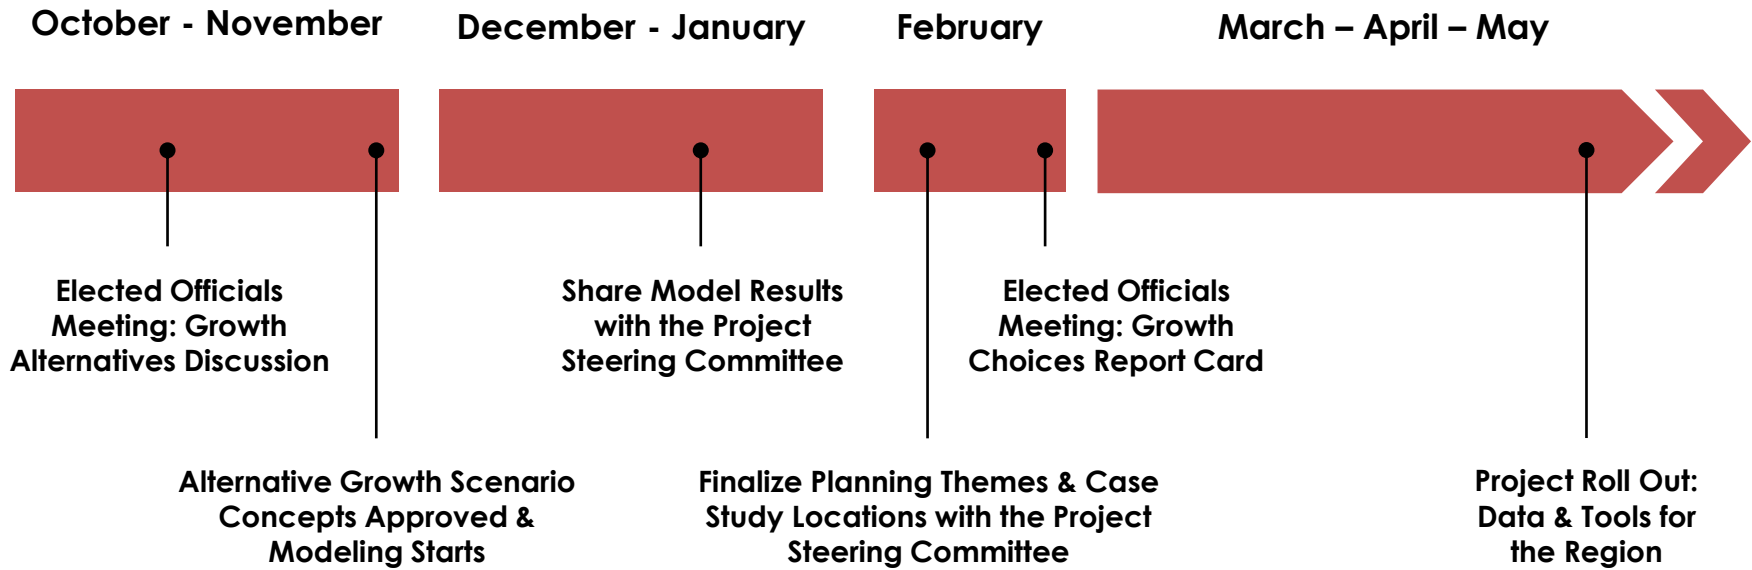 October - November
December - January
February
March – April – May
Elected Officials
Meeting: Growth
Alternatives Discussion
Share Model Results
with the Project
Steering Committee
Elected Officials
Meeting: Growth
Choices Report Card
Alternative Growth Scenario
Concepts Approved &
Modeling Starts
Finalize Planning Themes & Case
Study Locations with the Project
Steering Committee
Project Roll Out:
Data & Tools for
the Region